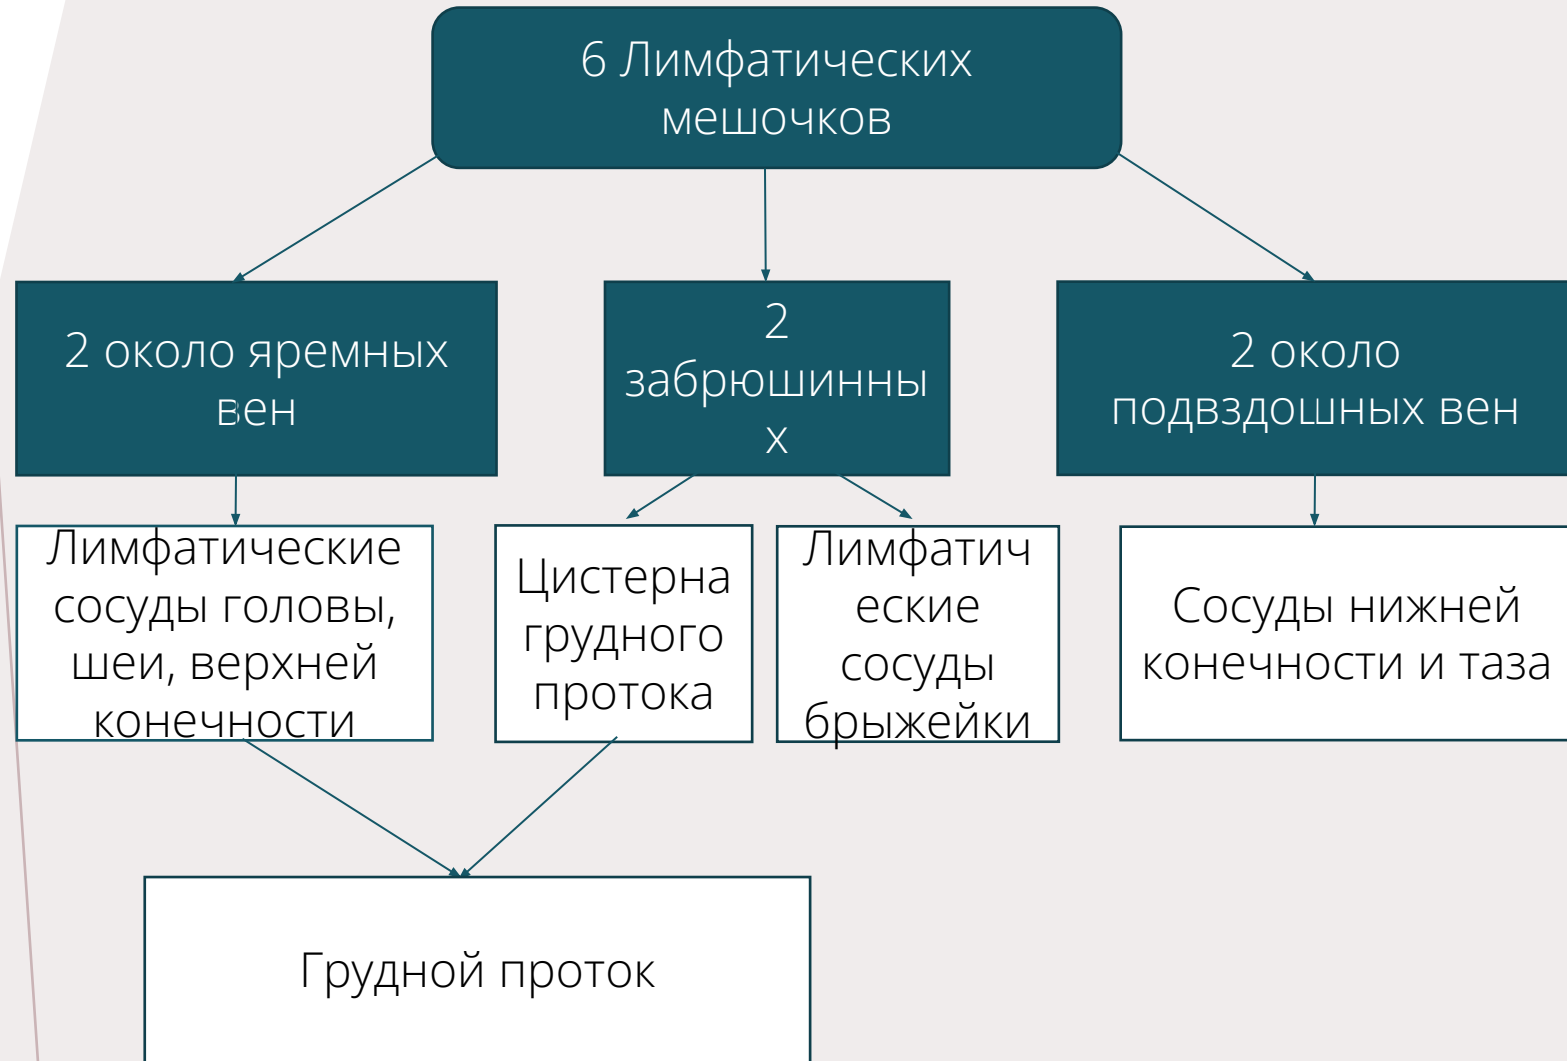 6 Лимфатических
мешочков
2 около яремных
вен
2
забрюшинны
х
2 около
подвздошных вен
Лимфатические
сосуды головы,
шеи, верхней
конечности
Цистерна
грудного
протока
Лимфатич
еские
сосуды
брыжейки
Сосуды нижней
конечности и таза
Грудной проток